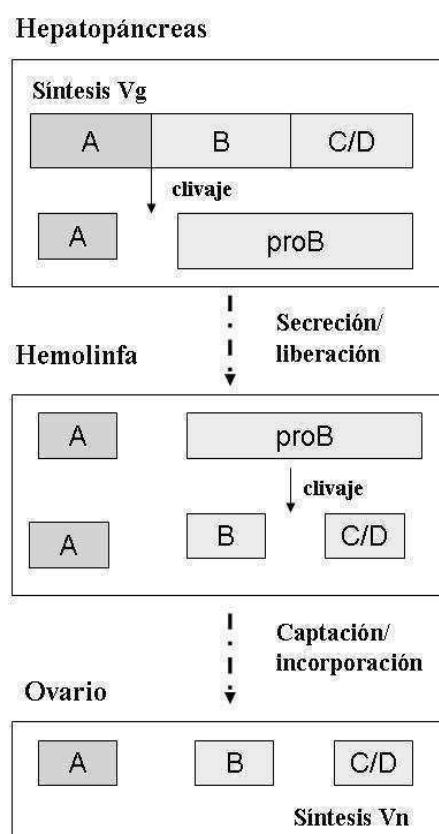 Hepatopáncreas
Síntesis Vg
A B C/D
clivaje
A proB
Secreción/
liberación
Hemolinfa
A proB
clivaje
A B C/D
Captación/
incorporación
Ovario
A B C/D
Síntesis Vn